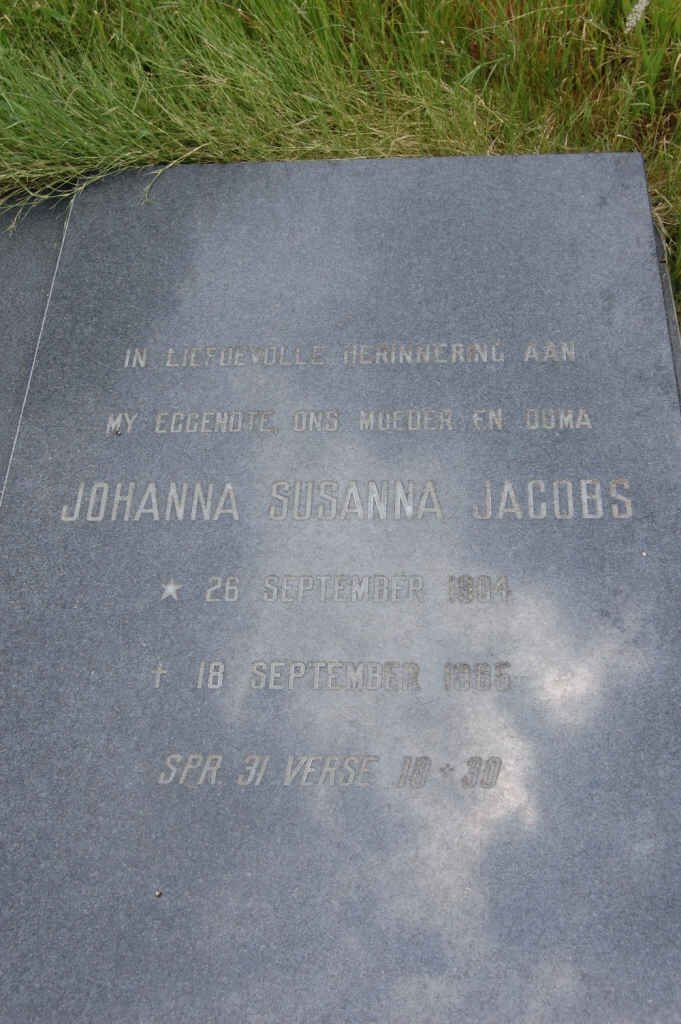 IN LIEFDEVOLLE HERINNERING AAN
MY EGGENOTE, ONS MOEDER EN OUMA
JOHANNA SUSANNA JACOBS
★ 26 SEPTEMBER 1904
† 18 SEPTEMBER
SPR. 31 VERSE 10 + 30